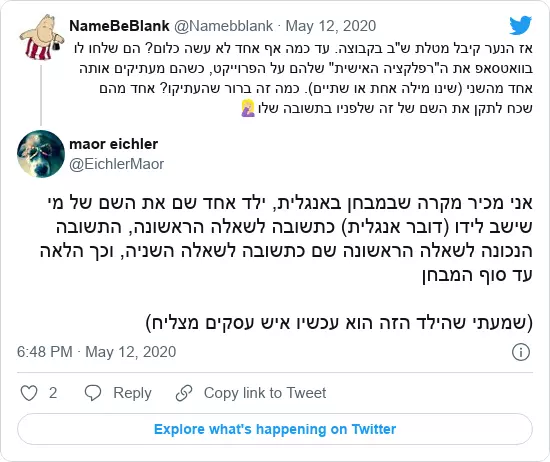 NameBeBlank @Namebblank · May 12, 2020
אז הנער קיבל מטלת ש"ב בקבוצה. עד כמה אף אחד לא עשה כלום? הם שלחו לו
בוואטסאפ את ה"רפלקציה האישית" שלהם על הפרוייקט, כשהם מעתיקים אותה
אחד מהשני (שינו מילה אחת או שתיים). כמה זה ברור שהעתיקו? אחד מהם
שכח לתקן את השם של זה שלפניו בתשובה שלו🤦‍♀️
maor eichler
@EichlerMaor
אני מכיר מקרה שבמבחן באנגלית, ילד אחד שם את השם של מי
שישב לידו (דובר אנגלית) כתשובה לשאלה הראשונה, התשובה
הנכונה לשאלה הראשונה שם כתשובה לשאלה השניה, וכך הלאה
עד סוף המבחן
(שמעתי שהילד הזה הוא עכשיו איש עסקים מצליח)
6:48 PM · May 12, 2020
2 Reply Copy link to Tweet
Explore what's happening on Twitter